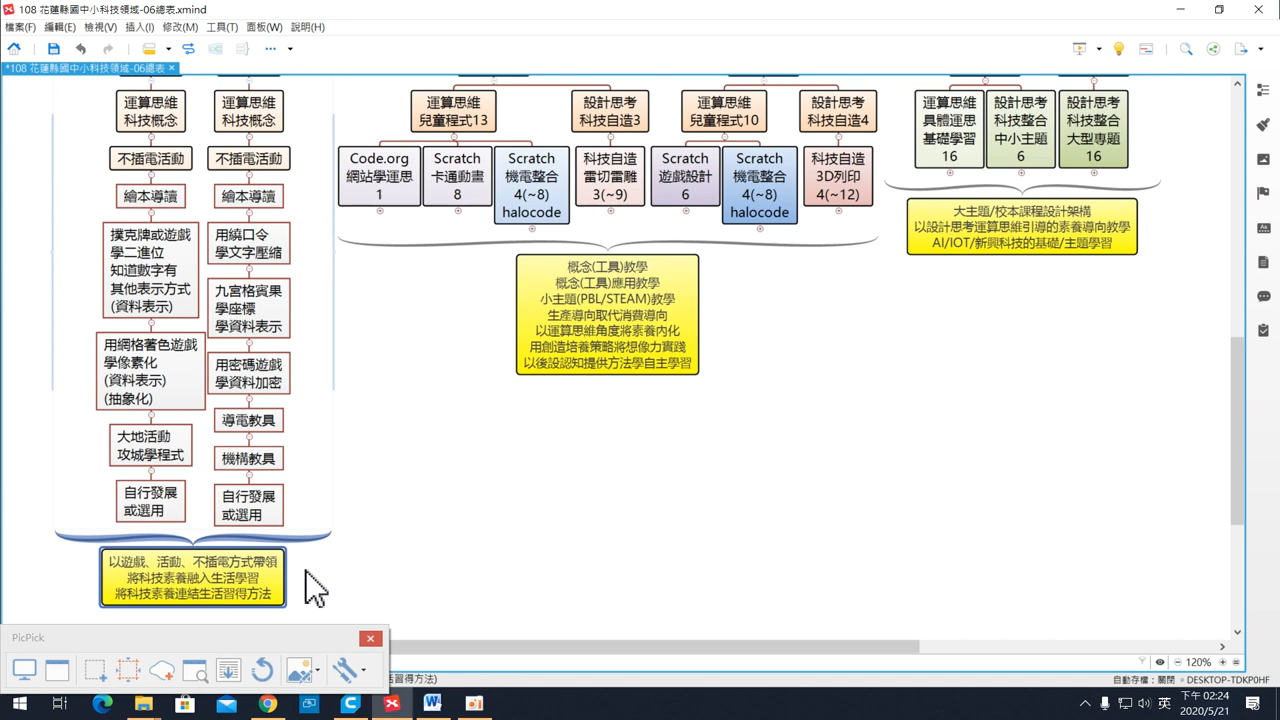 108 花蓮縣國中小科技領域-06總表.xmind
檔案(F) 編輯(E) 檢視(V) 插入(I) 修改(M) 工具(T) 面板(W) 說明(H)
*108 花蓮縣國中小科技領域-06總表
運算思維
科技概念
不插電活動
繪本導讀
撲克牌或遊戲
學二進位
知道數字有
其他表示方式
(資料表示)
用網格著色遊戲
學像素化
(資料表示)
(抽象化)
大地活動
攻城學程式
自行發展
或選用
運算思維
科技概念
不插電活動
繪本導讀
用繞口令
學文字壓縮
九宮格賓果
學座標
學資料表示
用密碼遊戲
學資料加密
導電教具
機構教具
自行發展
或選用
以遊戲、活動、不插電方式帶領
將科技素養融入生活學習
將科技素養連結生活習得方法
運算思維
兒童程式13
設計思考
科技自造3
Code.org
網站學運思
1
Scratch
卡通動畫
8
Scratch
機電整合
4(~8)
halocode
科技自造
雷切雷雕
3(~9)
運算思維
兒童程式10
設計思考
科技自造4
Scratch
遊戲設計
6
Scratch
機電整合
4(~8)
halocode
科技自造
3D列印
4(~12)
概念(工具)教學
概念(工具)應用教學
小主題(PBL/STEAM)教學
生產導向取代消費導向
以運算思維角度將素養內化
用創造培養策略將想像力實踐
以後設認知提供方法學自主學習
運算思維
具體運思
基礎學習
16
設計思考
科技整合
中小主題
6
設計思考
科技整合
大型專題
16
大主題/校本課程設計架構
以設計思考運算思維引導的素養導向教學
AI/IOT/新興科技的基礎/主題學習
PicPick
習得方法)
120%
自動存檔：關閉
DESKTOP-TDKP0HF
英
下午 02:24
2020/5/21